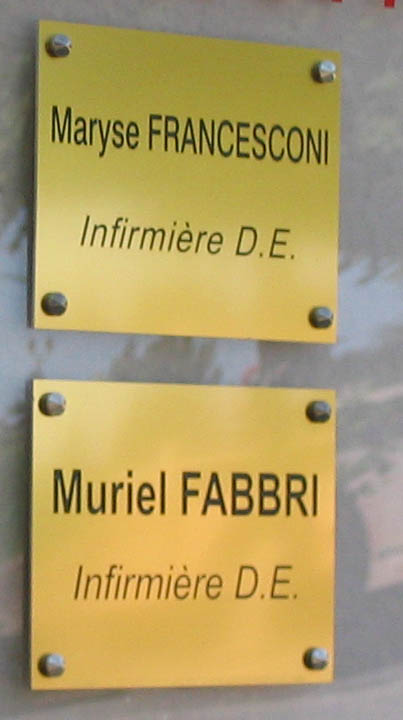 Maryse FRANCESCONI
Infirmière D.E.
Muriel FABBRI
Infirmière D.E.